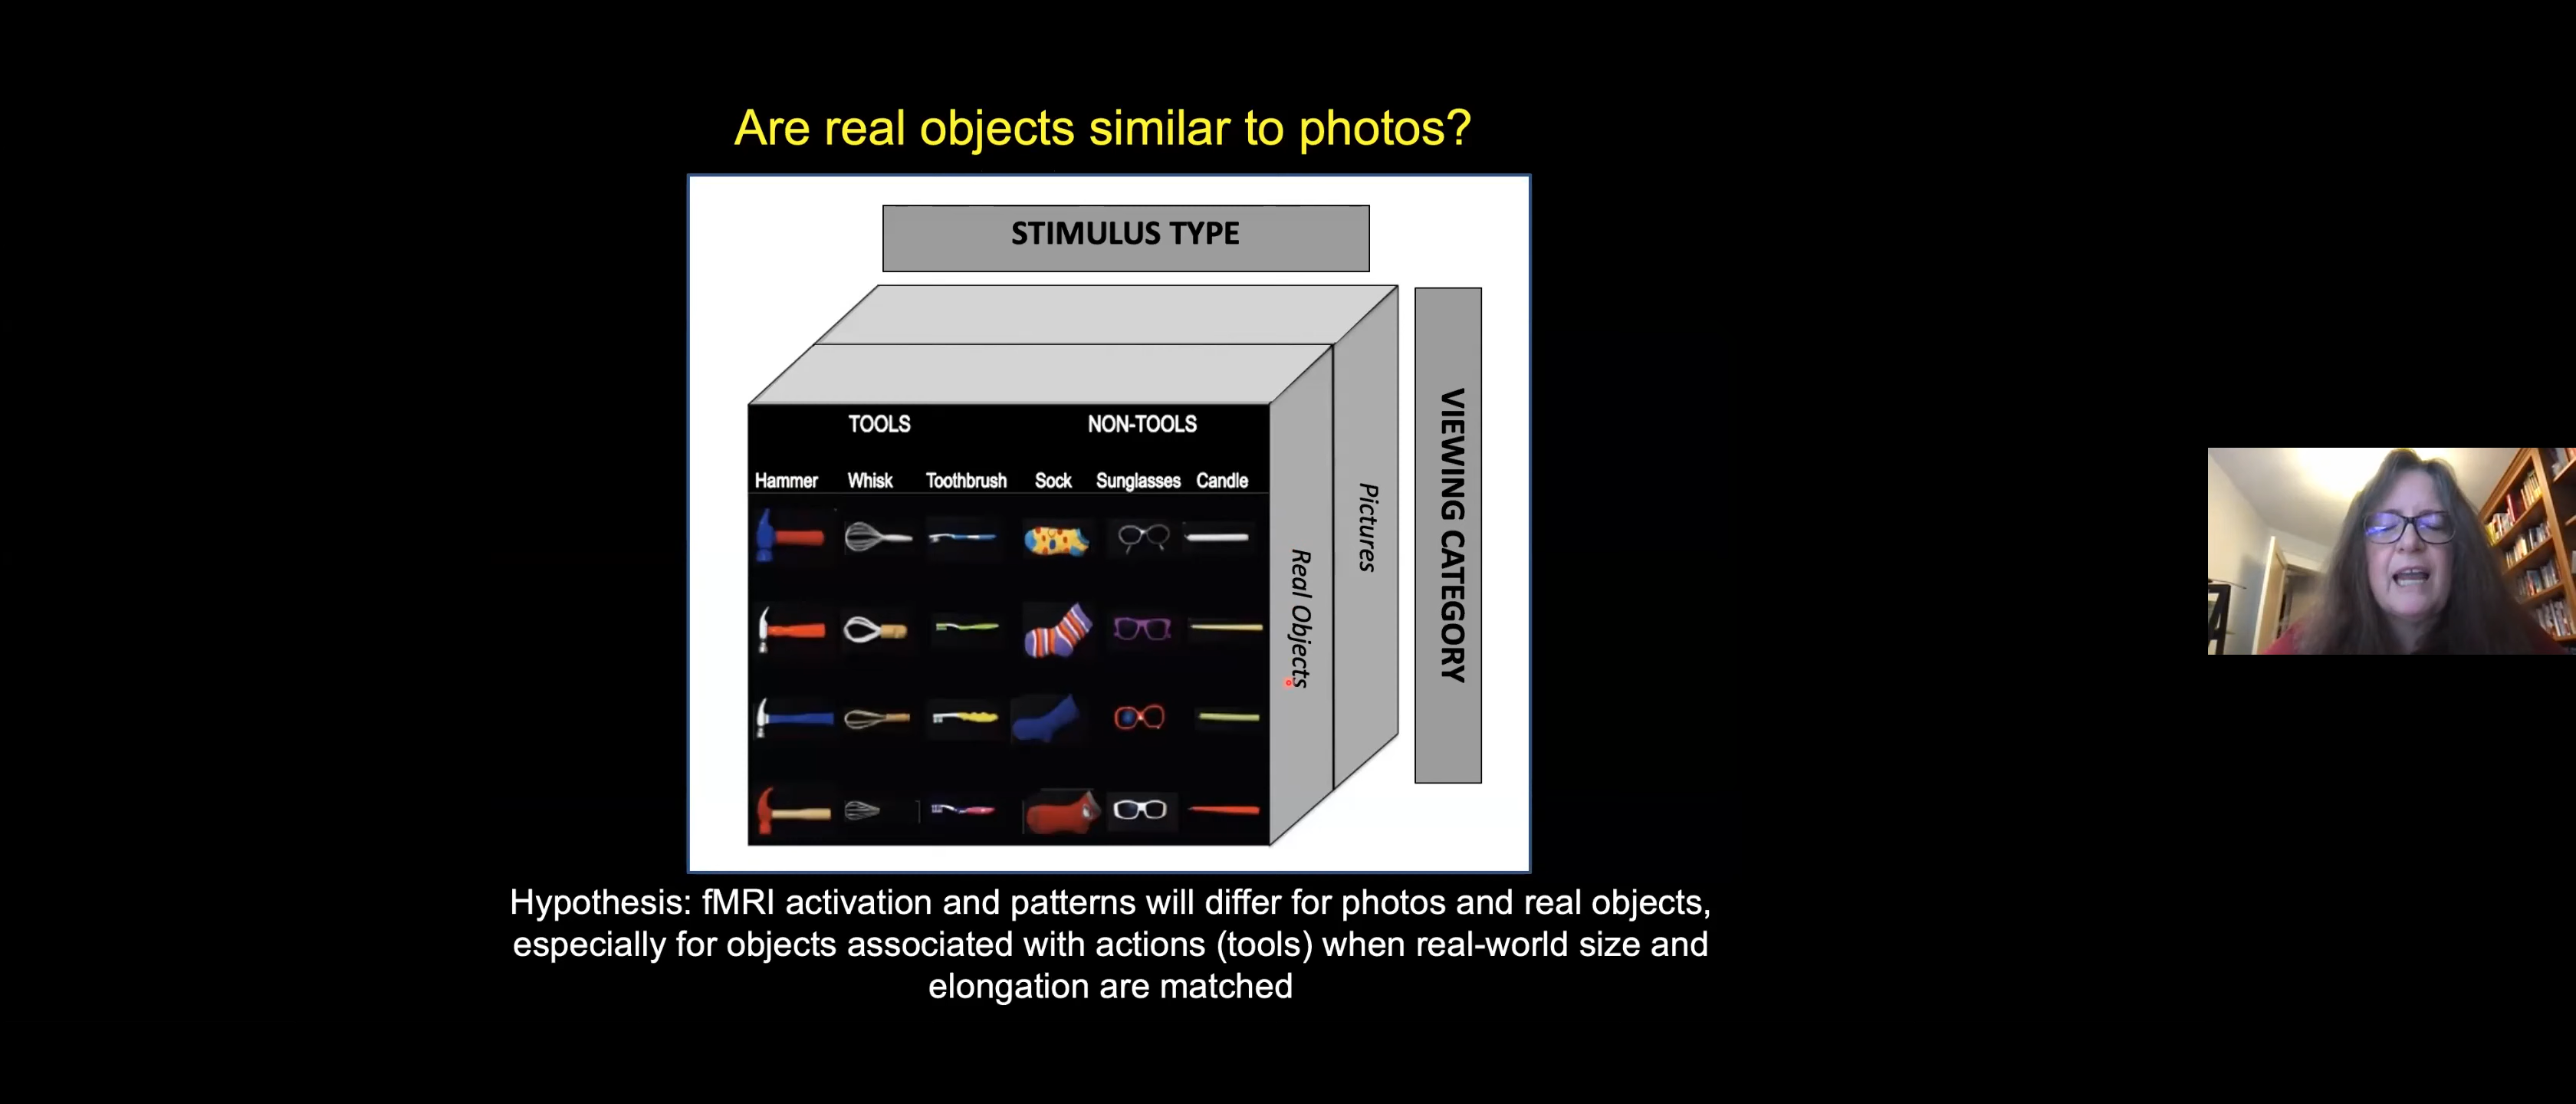 Are real objects similar to photos?
STIMULUS TYPE
VIEWING CATEGORY
TOOLS NON-TOOLS
Hammer Whisk Toothbrush Sock Sunglasses Candle
Real Objects
Pictures
Hypothesis: fMRI activation and patterns will differ for photos and real objects,
especially for objects associated with actions (tools) when real-world size and
elongation are matched